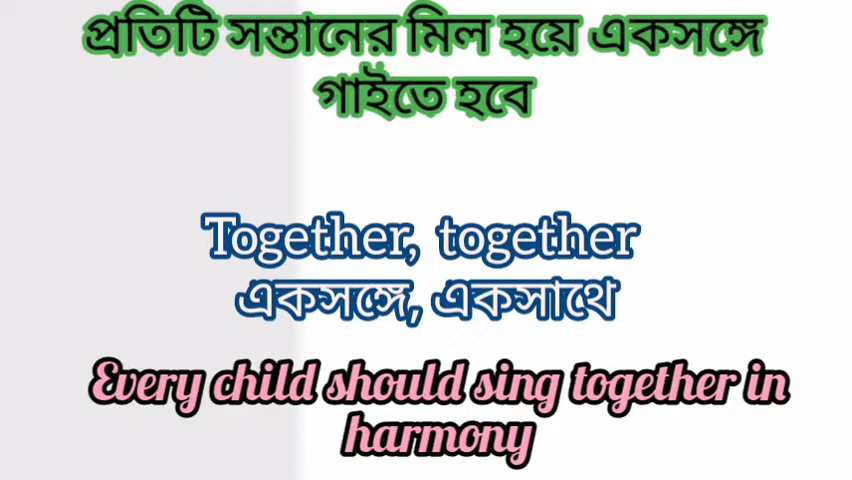 প্রতিটি সন্তানের মিল হয়ে একসঙ্গে
গাইতে হবে
Together, together
একসঙ্গে, একসাথে
Every child should sing together in
harmony